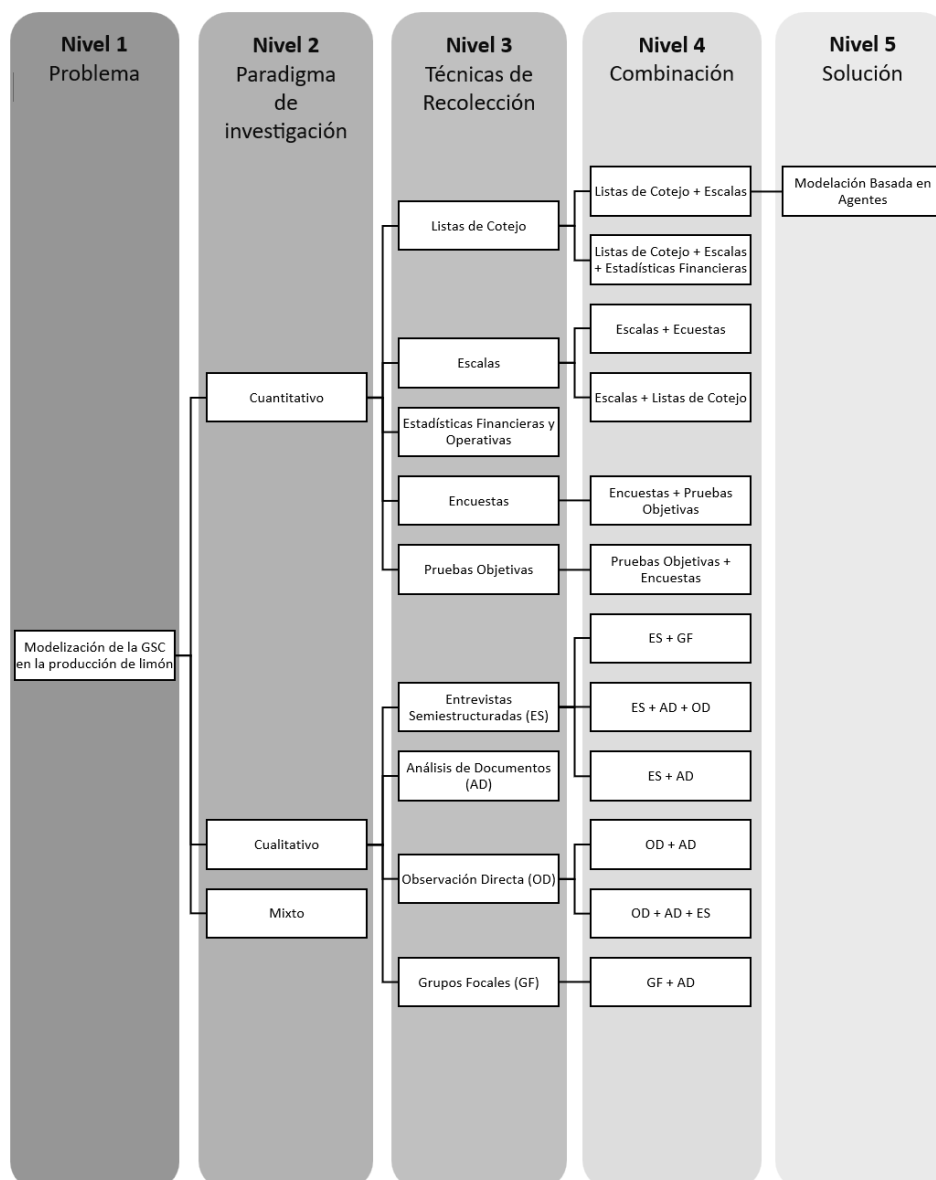 Nivel 1
Problema
Nivel 2
Paradigma
de
investigación
Nivel 3
Técnicas de
Recolección
Nivel 4
Combinación
Nivel 5
Solución
Modelización de la GSC
en la producción de limón
Cuantitativo
Cualitativo
Mixto
Listas de Cotejo
Escalas
Estadísticas Financieras y
Operativas
Encuestas
Pruebas Objetivas
Entrevistas
Semiestructuradas (ES)
Análisis de Documentos
(AD)
Observación Directa (OD)
Grupos Focales (GF)
Listas de Cotejo + Escalas
Listas de Cotejo + Escalas
+ Estadísticas Financieras
Escalas + Ecuestas
Escalas + Listas de Cotejo
Encuestas + Pruebas
Objetivas
Pruebas Objetivas +
Encuestas
ES + GF
ES + AD + OD
ES + AD
OD + AD
OD + AD + ES
GF + AD
Modelación Basada en
Agentes